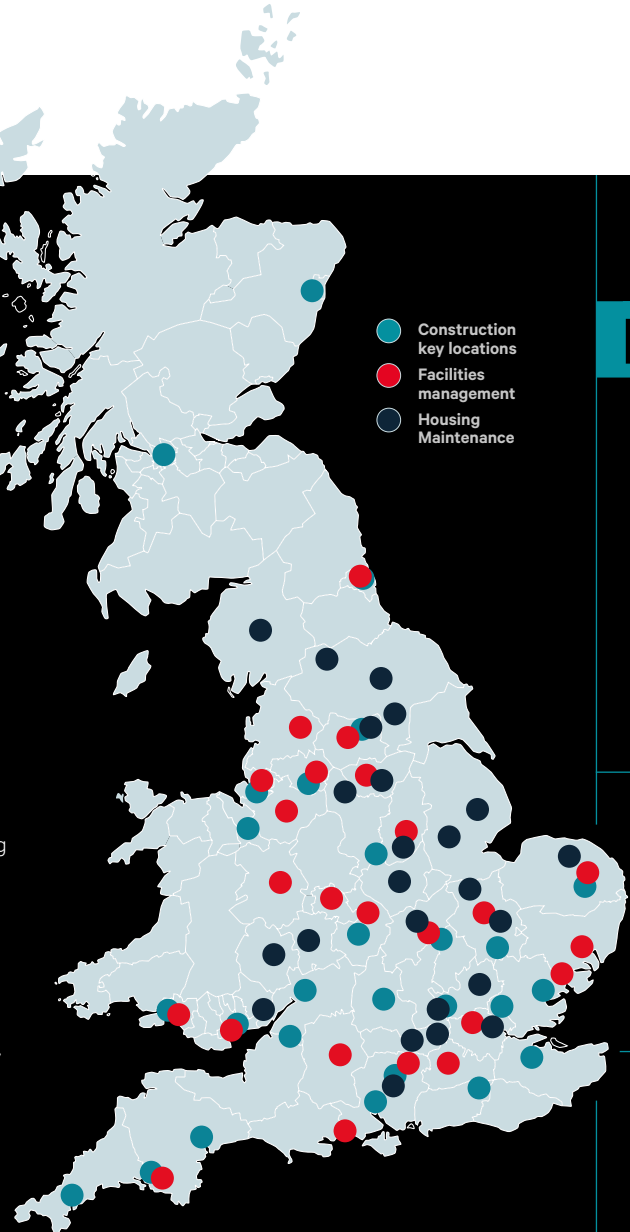 Construction
key locations
Facilities
management
Housing
Maintenance
g